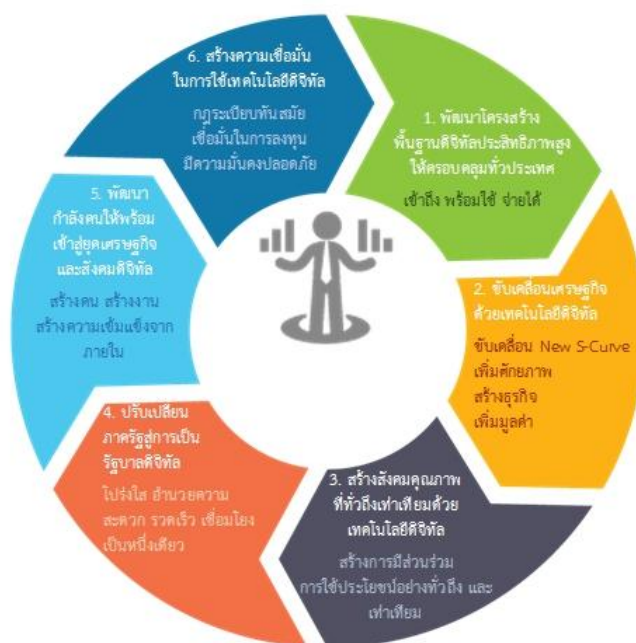 1. พัฒนาโครงสร้าง
พื้นฐานดิจิทัลประสิทธิภาพสูง
ให้ครอบคลุมทั่วประเทศ
เข้าถึง พร้อมใช้ จ่ายได้
2. ขับเคลื่อนเศรษฐกิจ
ด้วยเทคโนโลยีดิจิทัล
ขับเคลื่อน New S-Curve
เพิ่มศักยภาพ
สร้างธุรกิจ
เพิ่มมูลค่า
3. สร้างสังคมคุณภาพ
ที่ทั่วถึงเท่าเทียมด้วย
เทคโนโลยีดิจิทัล
สร้างการมีส่วนร่วม
การใช้ประโยชน์อย่างทั่วถึง และ
เท่าเทียม
4. ปรับเปลี่ยน
ภาครัฐสู่การเป็น
รัฐบาลดิจิทัล
โปร่งใส อำนวยความ
สะดวก รวดเร็ว เชื่อมโยง
เป็นหนึ่งเดียว
5. พัฒนา
กำลังคนให้พร้อม
เข้าสู่ยุคเศรษฐกิจ
และสังคมดิจิทัล
สร้างคน สร้างงาน
สร้างความเข้มแข็งจาก
ภายใน
6. สร้างความเชื่อมั่น
ในการใช้เทคโนโลยีดิจิทัล
กฎระเบียบทันสมัย
เชื่อมั่นในการลงทุน
มีความมั่นคงปลอดภัย